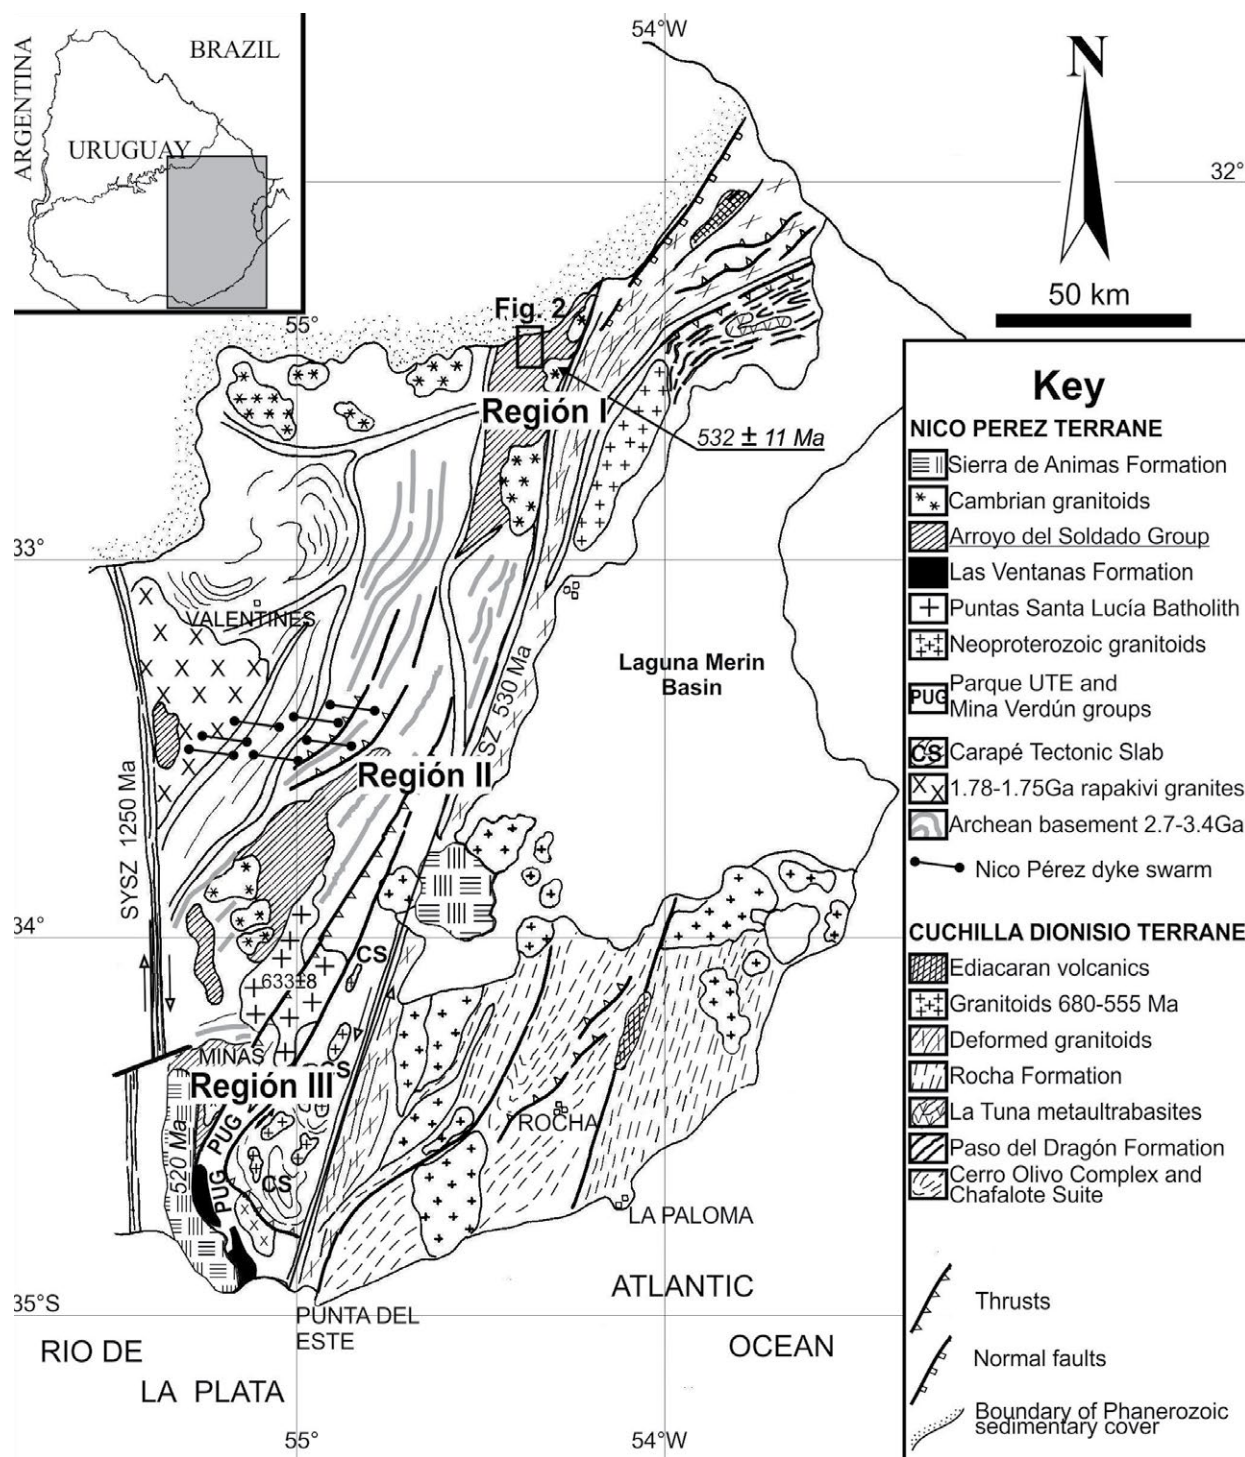 ARGENTINA
BRAZIL
URUGUAY
54°W
N
32°
50 km
55°
Fig. 2
Región I
532 ± 11 Ma
33°
VALENTINES
Laguna Merin
Basin
SZ 530 Ma
Región II
SYSZ 1250 Ma
34°
CS
633±8
MINAS
CS
Región III
520 Ma
PUG
PUG
CS
ROCHA
LA PALOMA
35°S
PUNTA DEL
ESTE
ATLANTIC
OCEAN
RIO DE
LA PLATA
55°
54°W
Key
NICO PEREZ TERRANE
Sierra de Animas Formation
Cambrian granitoids
Arroyo del Soldado Group
Las Ventanas Formation
Puntas Santa Lucía Batholith
Neoproterozoic granitoids
PUG Parque UTE and
Mina Verdún groups
CS Carapé Tectonic Slab
1.78-1.75Ga rapakivi granites
Archean basement 2.7-3.4Ga
Nico Pérez dyke swarm
CUCHILLA DIONISIO TERRANE
Ediacaran volcanics
Granitoids 680-555 Ma
Deformed granitoids
Rocha Formation
La Tuna metaultrabasites
Paso del Dragón Formation
Cerro Olivo Complex and
Chafalote Suite
Thrusts
Normal faults
Boundary of Phanerozoic
sedimentary cover